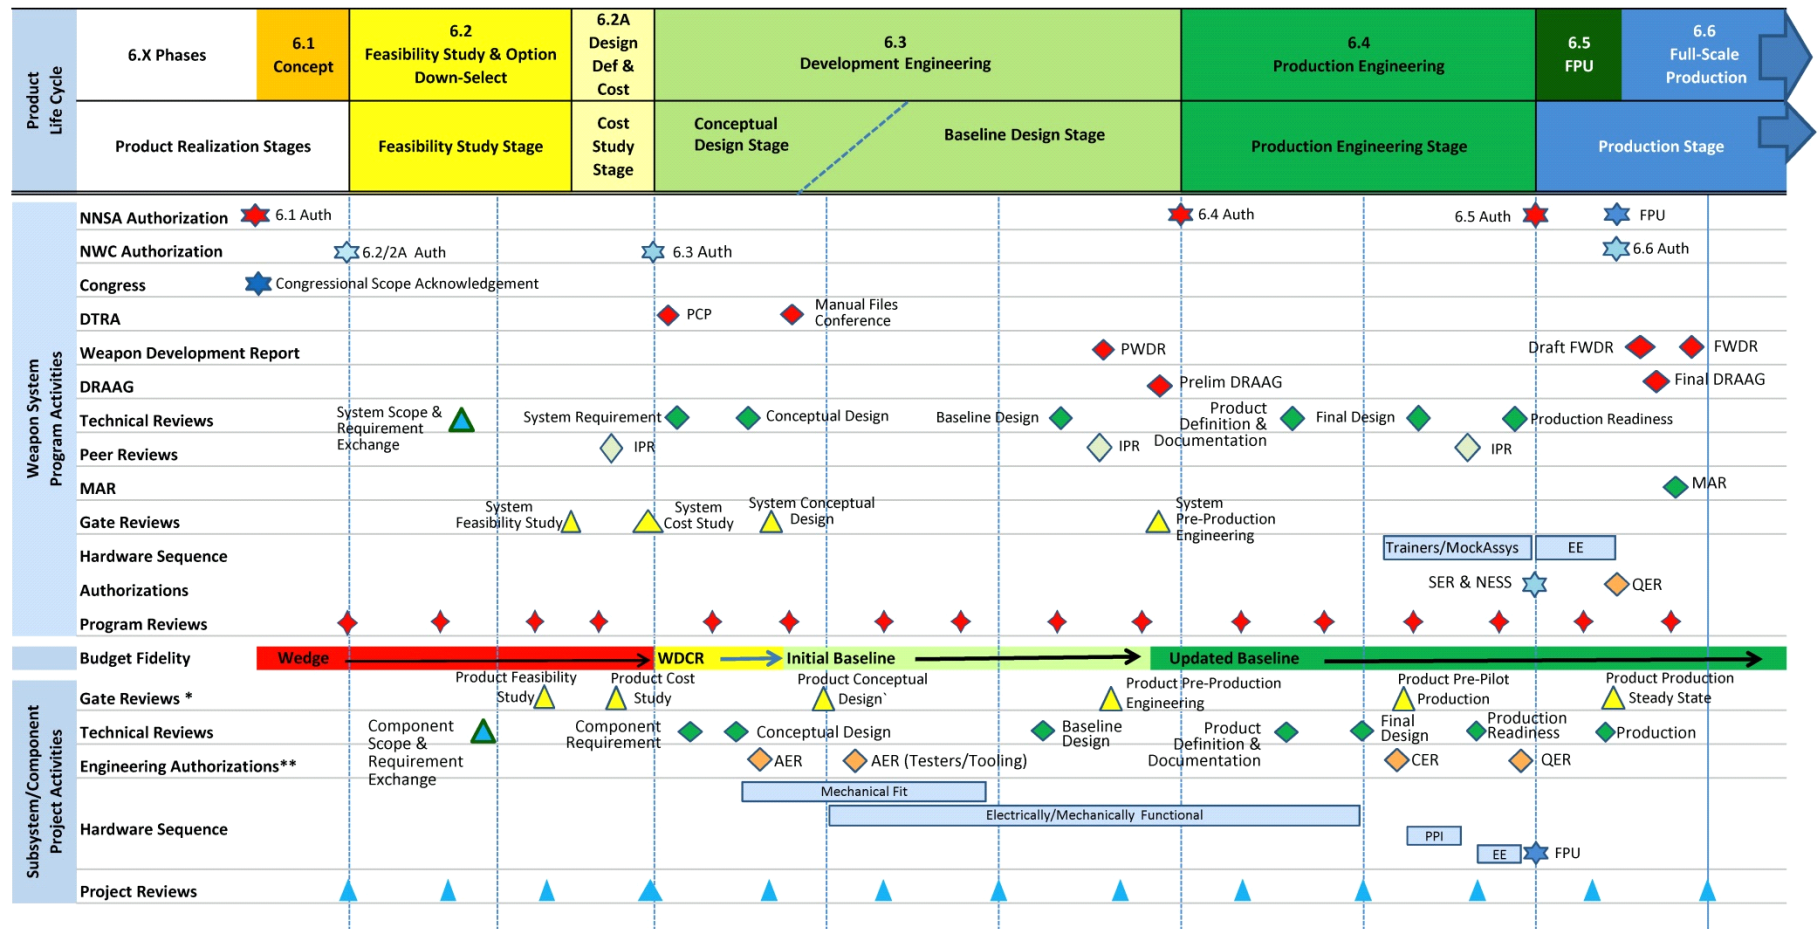 Product
Life Cycle
6.X Phases
6.1
Concept
6.2
Feasibility Study & Option
Down-Select
6.2A
Design
Def &
Cost
6.3
Development Engineering
6.4
Production Engineering
6.5
FPU
6.6
Full-Scale
Production
Product Realization Stages
Feasibility Study Stage
Cost
Study
Stage
Conceptual
Design Stage
Baseline Design Stage
Production Engineering Stage
Production Stage
Weapon System
Program Activities
NNSA Authorization
6.1 Auth
6.4 Auth
6.5 Auth
FPU
NWC Authorization
6.2/2A Auth
6.3 Auth
6.6 Auth
Congress
Congressional Scope Acknowledgement
DTRA
PCP
Manual Files
Conference
Weapon Development Report
PWDR
Draft FWDR
FWDR
DRAAG
Prelim DRAAG
Final DRAAG
Technical Reviews
System Scope &
Requirement
Exchange
System Requirement
Conceptual Design
Baseline Design
Product
Definition &
Documentation
Final Design
Production Readiness
Peer Reviews
IPR
IPR
IPR
MAR
MAR
Gate Reviews
System
Feasibility Study
System
Cost Study
System Conceptual
Design
System
Pre-Production
Engineering
Hardware Sequence
Trainers/MockAssys
EE
Authorizations
SER & NESS
QER
Program Reviews
Budget Fidelity
Wedge
WDCR
Initial Baseline
Updated Baseline
Subsystem/Component
Project Activities
Gate Reviews *
Product Feasibility
Study
Product Cost
Study
Product Conceptual
Design`
Product Pre-Production
Engineering
Product Pre-Pilot
Production
Product Production
Steady State
Technical Reviews
Component
Scope &
Requirement
Exchange
Component
Requirement
Conceptual Design
Baseline
Design
Product
Definition &
Documentation
Final
Design
Production
Readiness
Production
Engineering Authorizations**
AER
AER (Testers/Tooling)
CER
QER
Hardware Sequence
Mechanical Fit
Electrically/Mechanically Functional
PPI
EE
FPU
Project Reviews